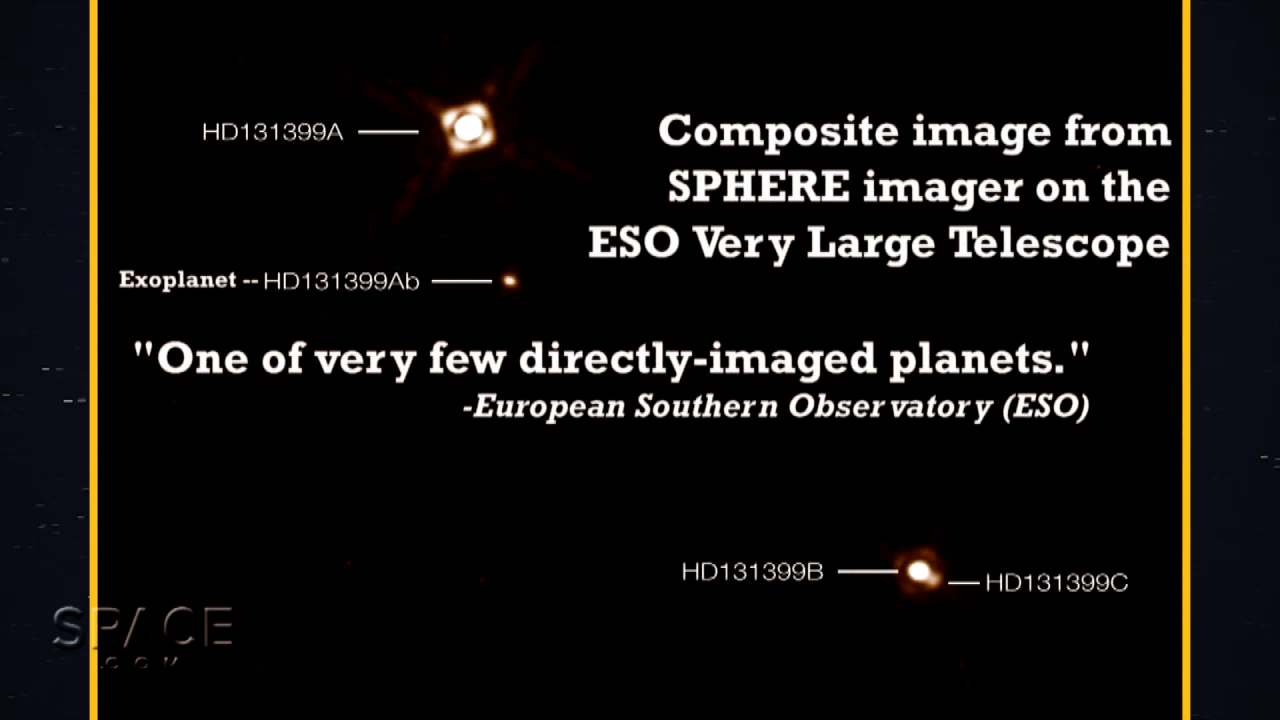 HD131399A
Composite image from
SPHERE imager on the
ESO Very Large Telescope
Exoplanet -- HD131399Ab
"One of very few directly-imaged planets."
-European Southern Observatory (ESO)
HD131399B
HD131399C
SPACE
.COM